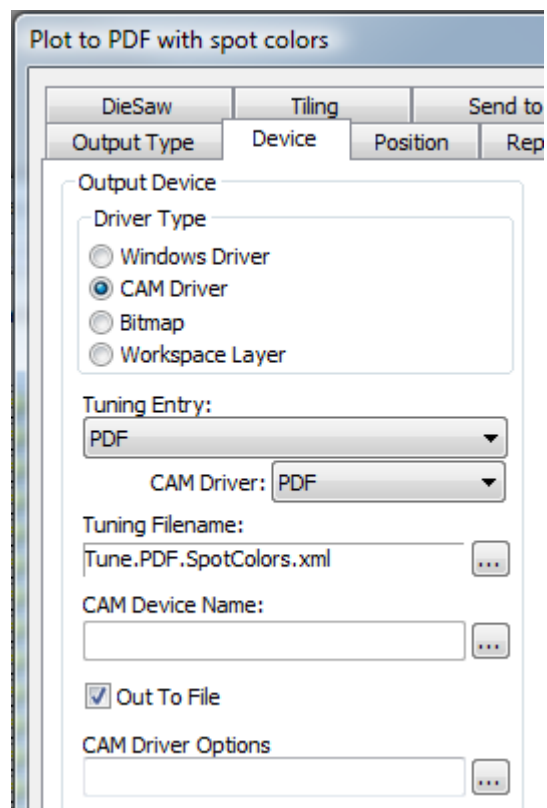 Plot to PDF with spot colors
DieSaw Tiling Send to
Output Type Device Position Rep
Output Device
Driver Type
Windows Driver
CAM Driver
Bitmap
Workspace Layer
Tuning Entry:
PDF
CAM Driver: PDF
Tuning Filename:
Tune.PDF.SpotColors.xml ...
CAM Device Name:
...
Out To File
CAM Driver Options
...